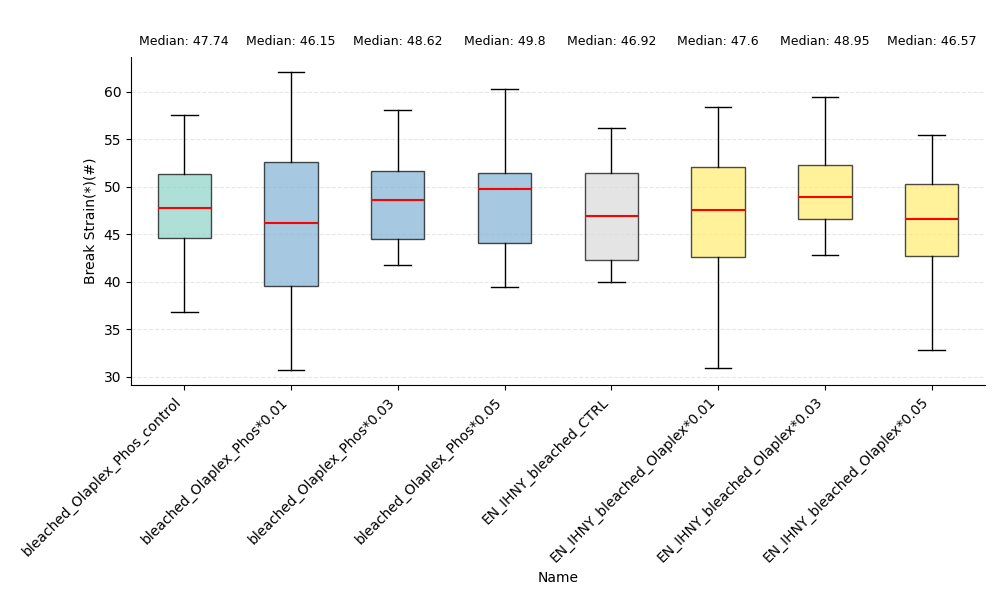 Median: 47.74 Median: 46.15 Median: 48.62 Median: 49.8 Median: 46.92 Median: 47.6 Median: 48.95 Median: 46.57
Break Strain(*)(#)
60
55
50
45
40
35
30
bleached_Olaplex_Phos_control
bleached_Olaplex_Phos*0.01
bleached_Olaplex_Phos*0.03
bleached_Olaplex_Phos*0.05
EN_IHNY_bleached_CTRL
EN_IHNY_bleached_Olaplex*0.01
EN_IHNY_bleached_Olaplex*0.03
EN_IHNY_bleached_Olaplex*0.05
Name